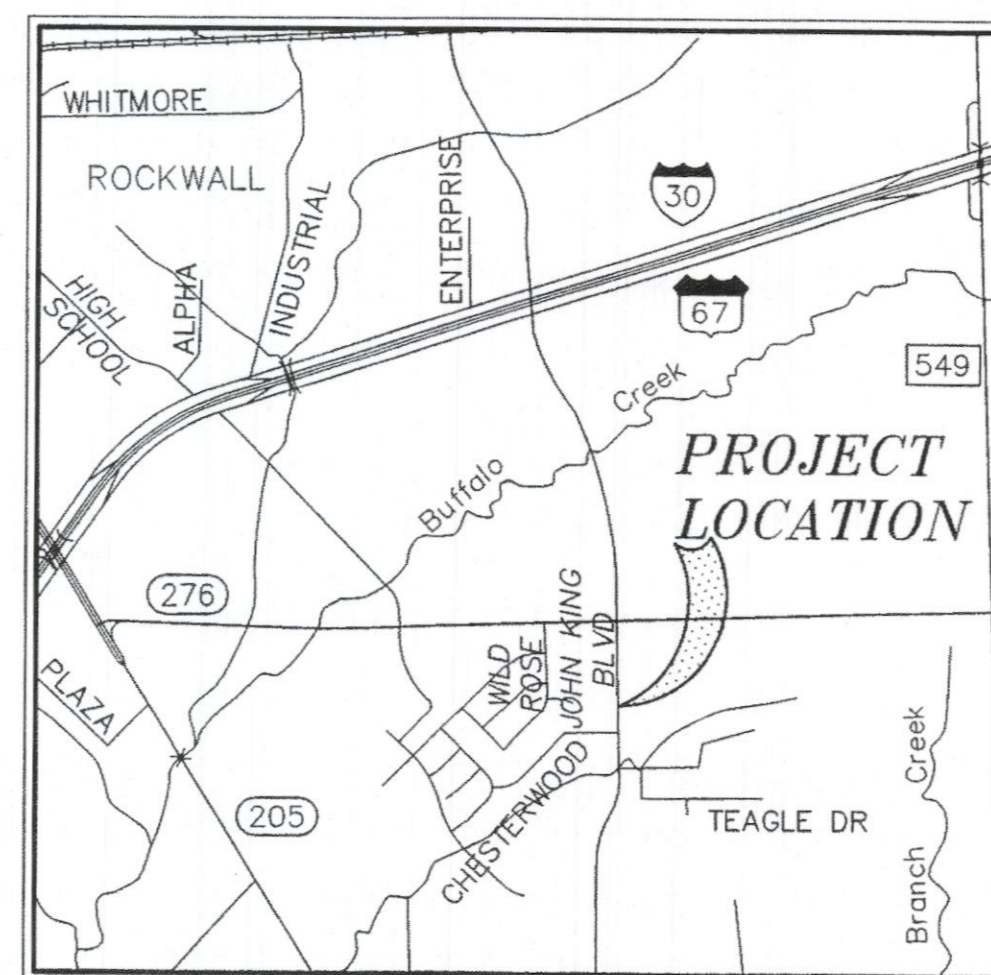 WHITMORE
ROCKWALL
INDUSTRIAL
ENTERPRISE
30
67
HIGH
SCHOOL
ALPHA
549
Creek
Buffalo
PROJECT
LOCATION
276
WILD
ROSE
JOHN KING
BLVD
PLAZA
205
CHESTERWOOD
TEAGLE DR
Branch Creek